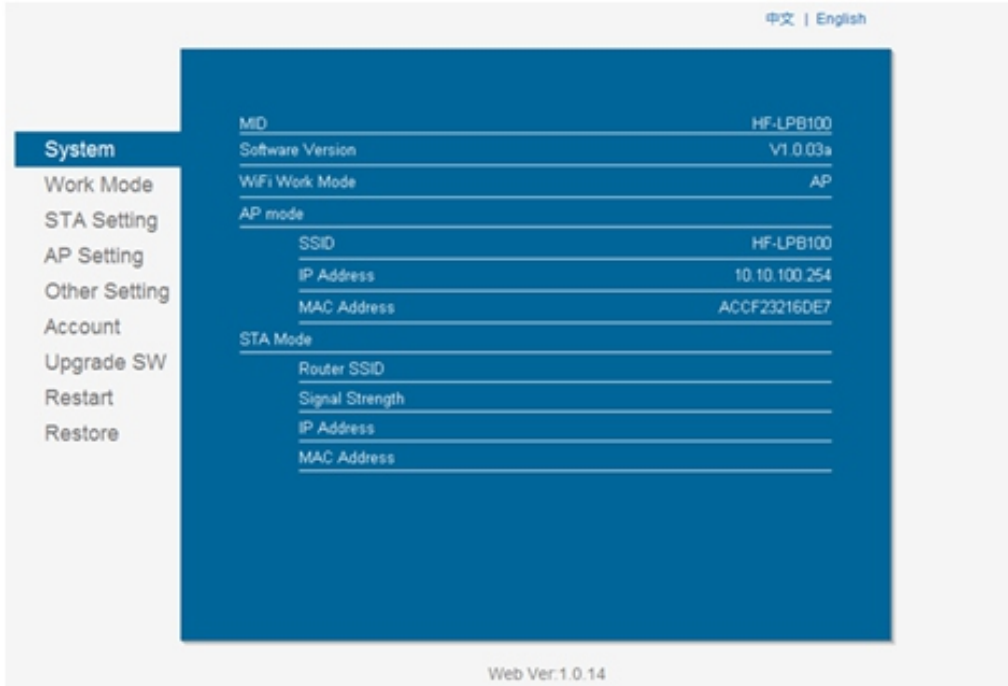 中文 | English
System
Work Mode
STA Setting
AP Setting
Other Setting
Account
Upgrade SW
Restart
Restore
MID HF-LPB100
Software Version V1.0.03a
WiFi Work Mode AP
AP mode
SSID HF-LPB100
IP Address 10.10.100.254
MAC Address ACCF23216DE7
STA Mode
Router SSID
Signal Strength
IP Address
MAC Address
Web Ver:1.0.14